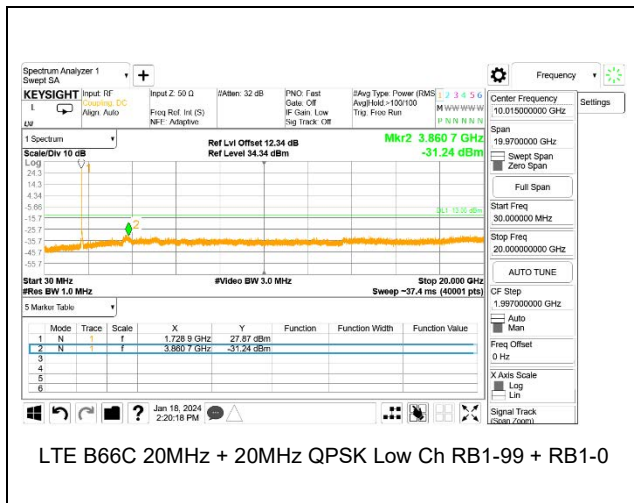 Spectrum Analyzer 1
Swept SA
+
Frequency
Settings
KEYSIGHT
Input: RF
Coupling: DC
Align: Auto
Input Z: 50 Ω
Freq Ref: Int (S)
NFE: Adaptive
#Atten: 32 dB
PNO: Fast
Gate: Off
IF Gain: Low
Sig Track: Off
#Avg Type: Power (RMS
Avg|Hold:>100/100
Trig: Free Run
1 2 3 4 5 6
M W W W W W
P N N N N N
1 Spectrum
Scale/Div 10 dB
Log
Ref Lvl Offset 12.34 dB
Ref Level 34.34 dBm
Mkr2 3.860 7 GHz
-31.24 dBm
24.3
14.3
4.34
-5.66
-15.7
-25.7
-35.7
-45.7
-55.7
1
2
Start 30 MHz
#Res BW 1.0 MHz
#Video BW 3.0 MHz
Stop 20.000 GHz
Sweep ~37.4 ms (40001 pts)
5 Marker Table
Mode Trace Scale X Y Function Function Width Function Value
1 N 1 f 1.728 9 GHz 27.87 dBm
2 N 1 f 3.860 7 GHz -31.24 dBm
3
4
5
6
Jan 18, 2024
2:20:18 PM
Center Frequency
10.015000000 GHz
Span
19.9700000 GHz
Swept Span
Zero Span
Full Span
Start Freq
30.000000 MHz
Stop Freq
20.00000000 GHz
AUTO TUNE
CF Step
1.997000000 GHz
Auto
Man
Freq Offset
0 Hz
X Axis Scale
Log
Lin
Signal Track
(Span Zoom)
LTE B66C 20MHz + 20MHz QPSK Low Ch RB1-99 + RB1-0